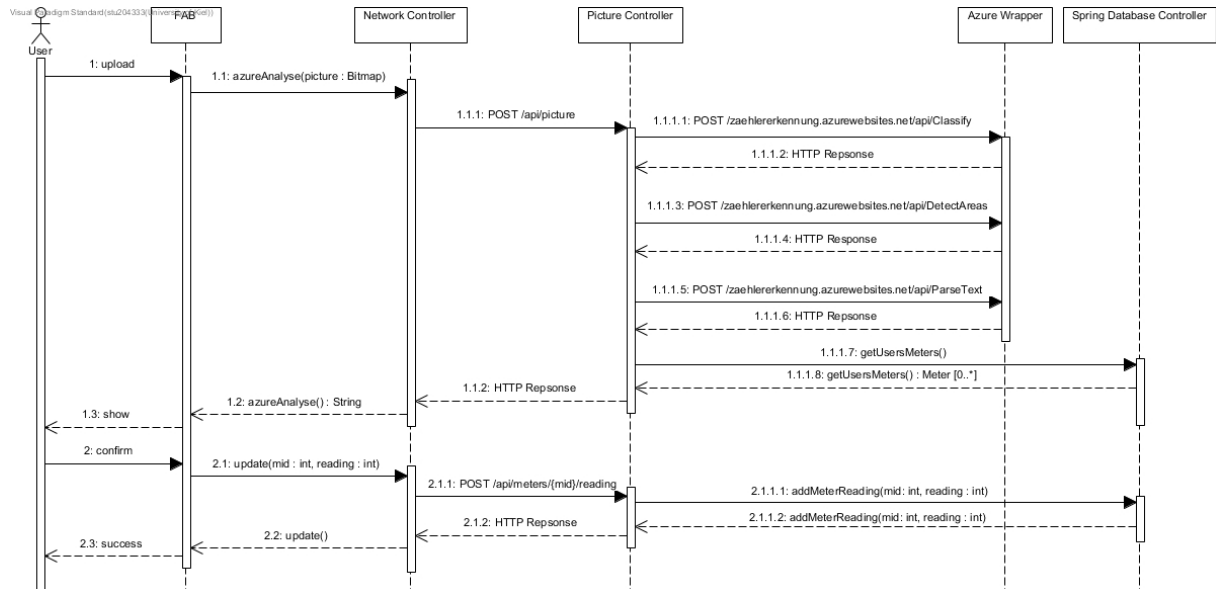 Visual Paradigm Standard(stu204333(Universität Kiel))
FAB
Network Controller
Picture Controller
Azure Wrapper
Spring Database Controller
User
1: upload
1.1: azureAnalyse(picture : Bitmap)
1.1.1: POST /api/picture
1.1.1.1: POST /zaehlererkennung.azurewebsites.net/api/Classify
1.1.1.2: HTTP Repsonse
1.1.1.3: POST /zaehlererkennung.azurewebsites.net/api/DetectAreas
1.1.1.4: HTTP Response
1.1.1.5: POST /zaehlererkennung.azurewebsites.net/api/ParseText
1.1.1.6: HTTP Repsonse
1.1.1.7: getUsersMeters()
1.1.1.8: getUsersMeters() : Meter [0..*]
1.1.2: HTTP Repsonse
1.2: azureAnalyse() : String
1.3: show
2: confirm
2.1: update(mid : int, reading : int)
2.1.1: POST /api/meters/{mid}/reading
2.1.1.1: addMeterReading(mid: int, reading : int)
2.1.1.2: addMeterReading(mid: int, reading : int)
2.1.2: HTTP Repsonse
2.2: update()
2.3: success